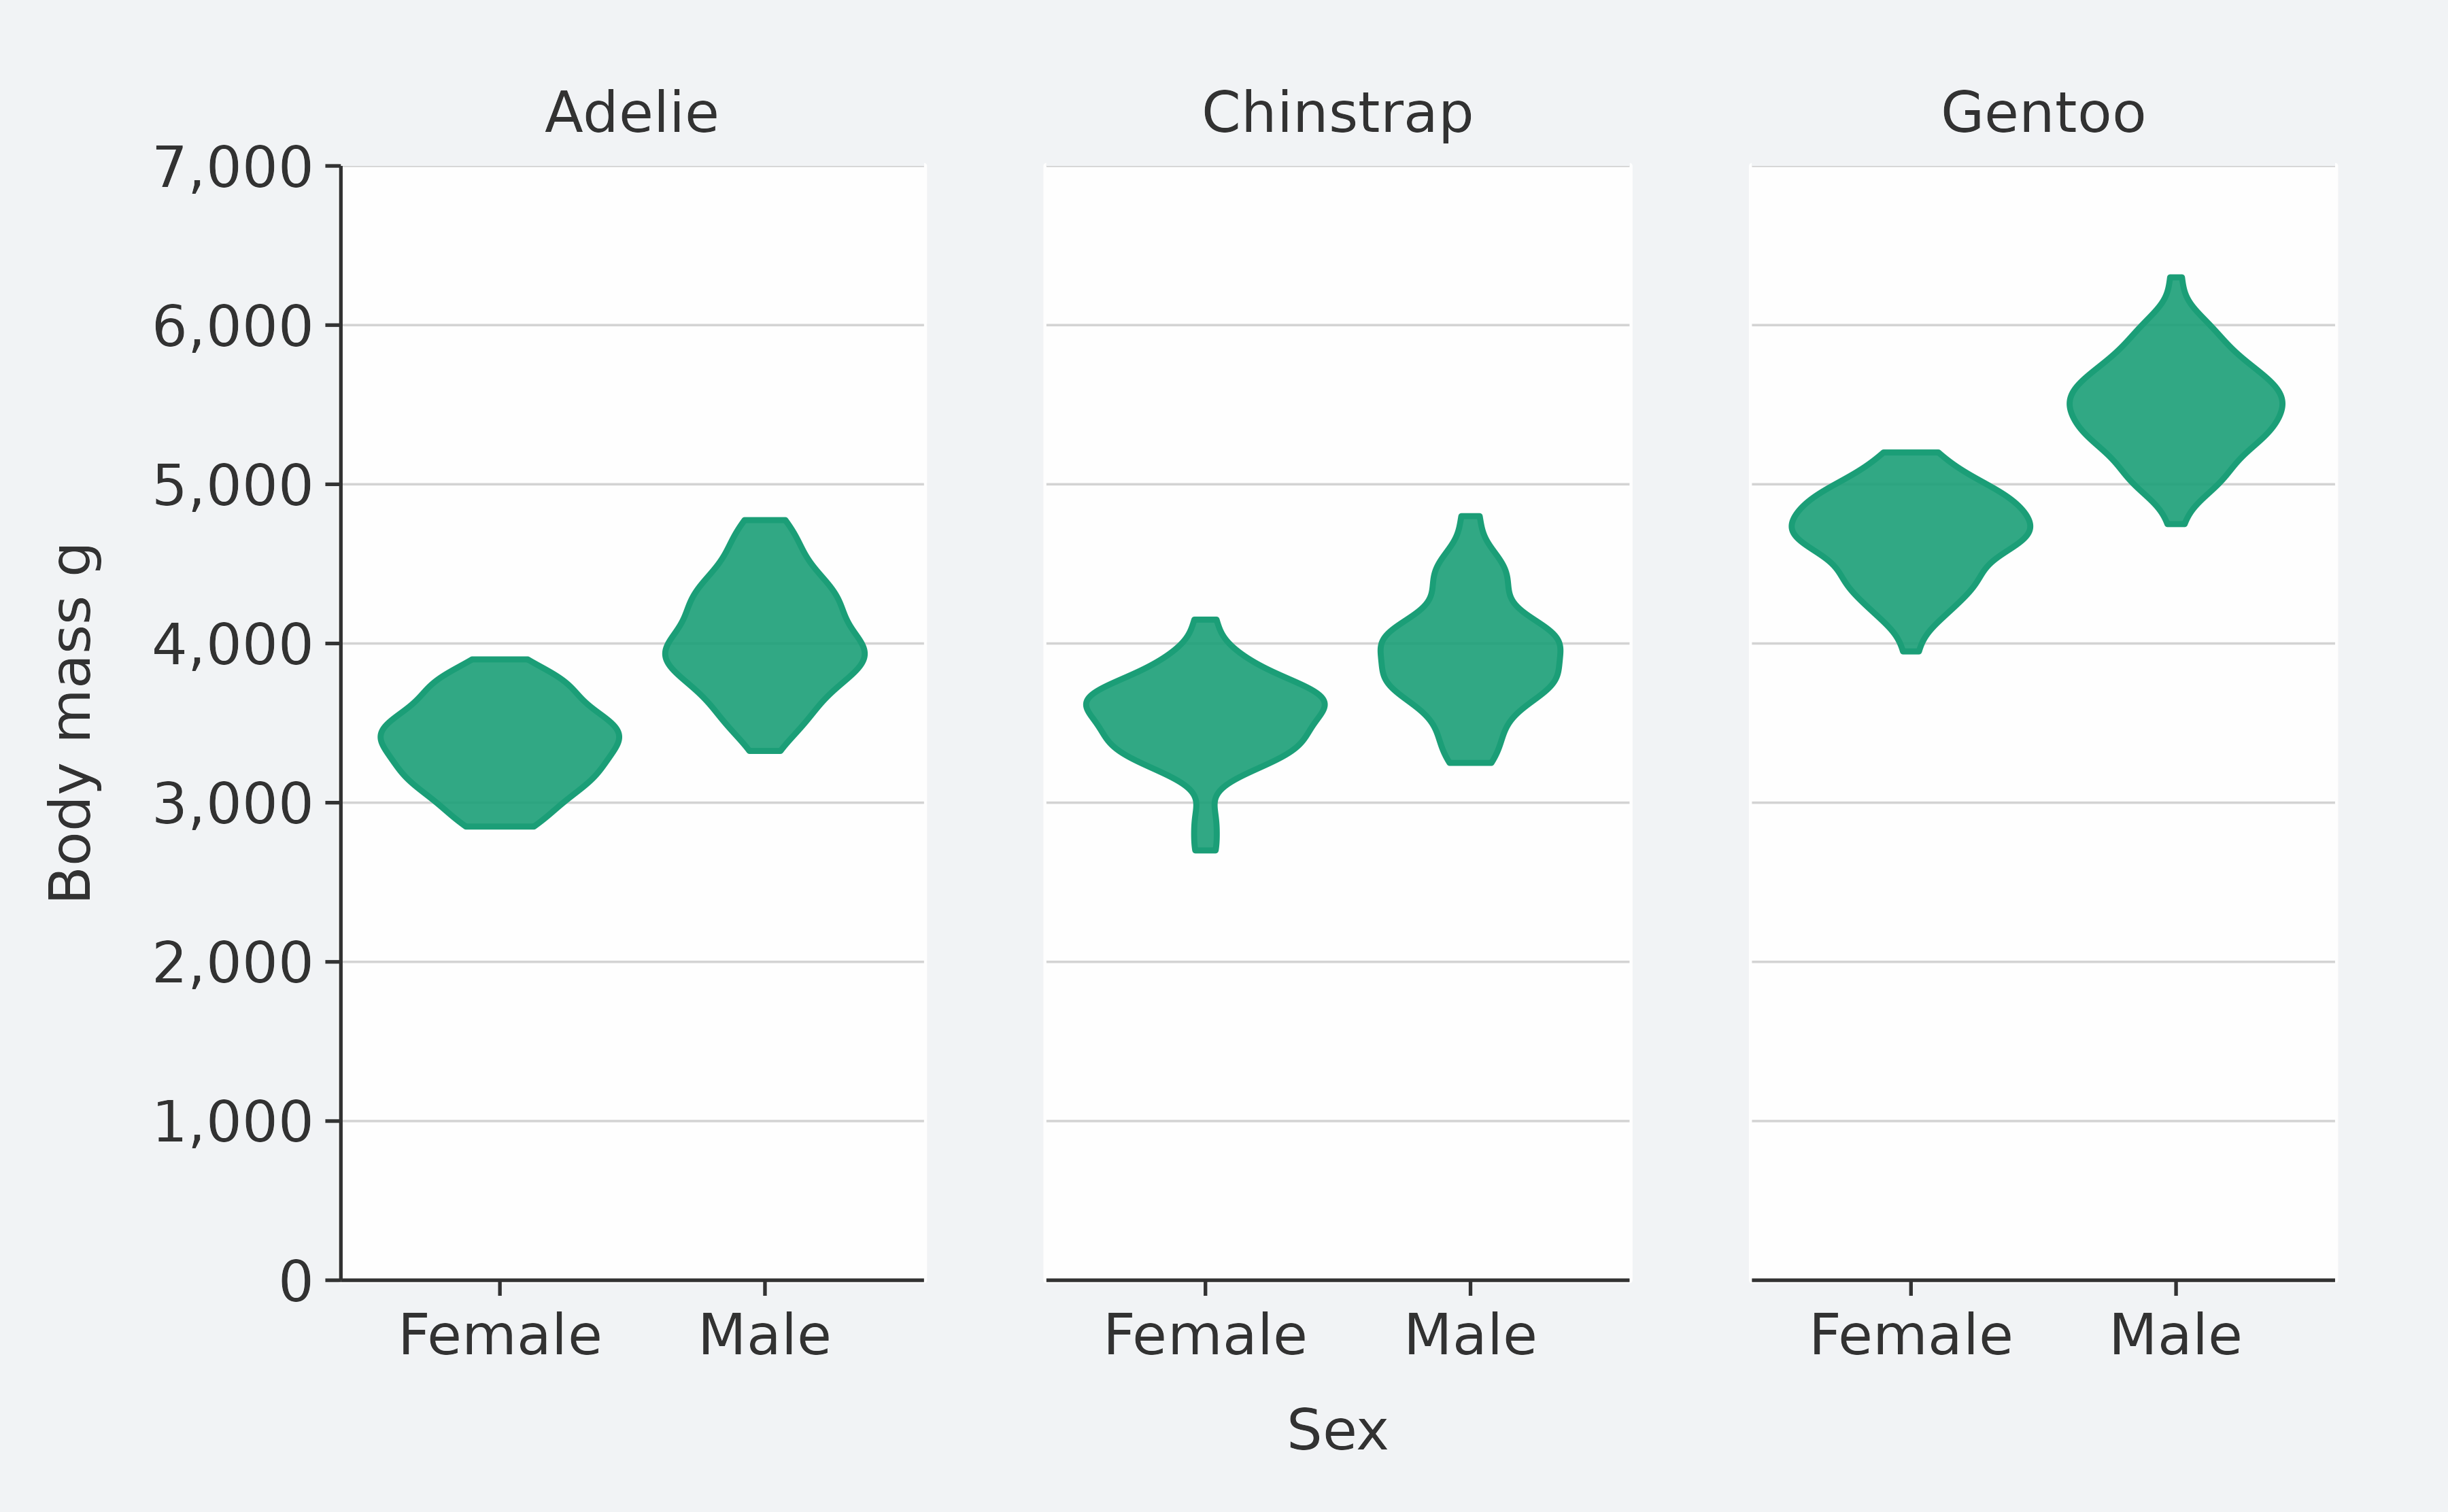 Adelie
Chinstrap
Gentoo
7,000
6,000
5,000
4,000
3,000
2,000
1,000
0
Body mass g
Female
Male
Female
Male
Female
Male
Sex